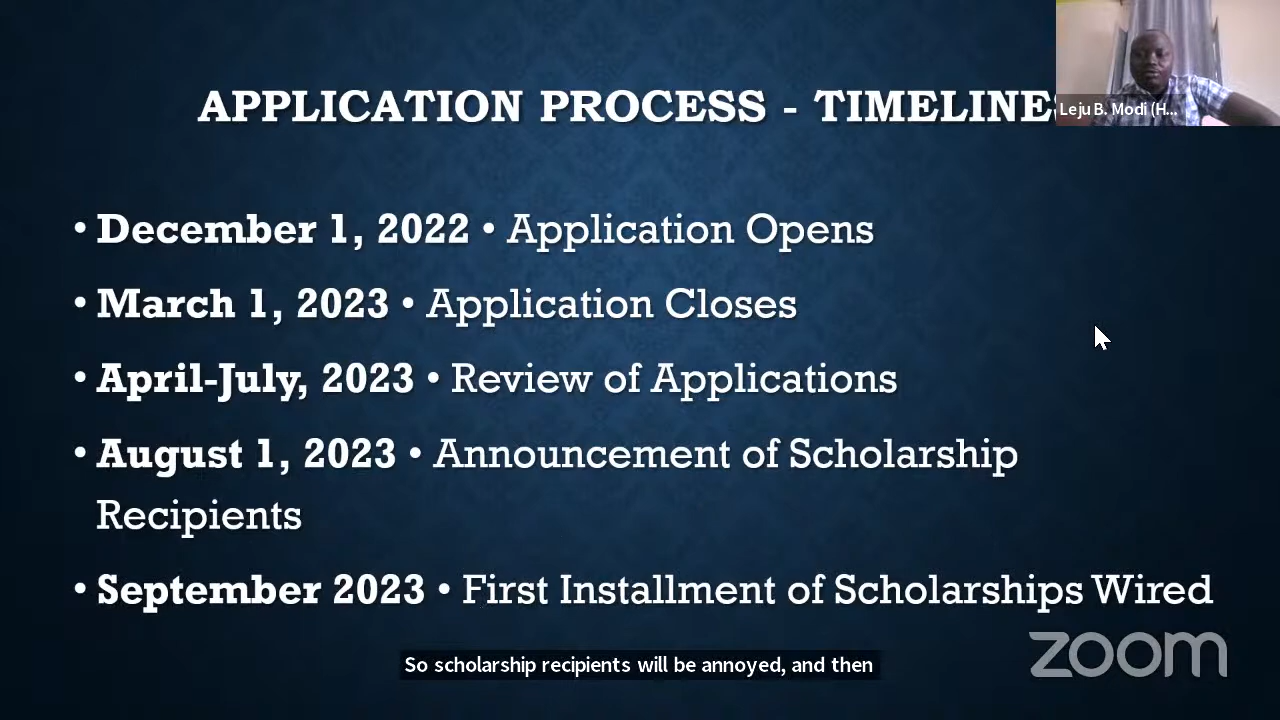 APPLICATION PROCESS - TIMELINES
Leju B. Modi (H...
• December 1, 2022 • Application Opens
• March 1, 2023 • Application Closes
• April-July, 2023 • Review of Applications
• August 1, 2023 • Announcement of Scholarship
Recipients
• September 2023 • First Installment of Scholarships Wired
So scholarship recipients will be annoyed, and then
zoom